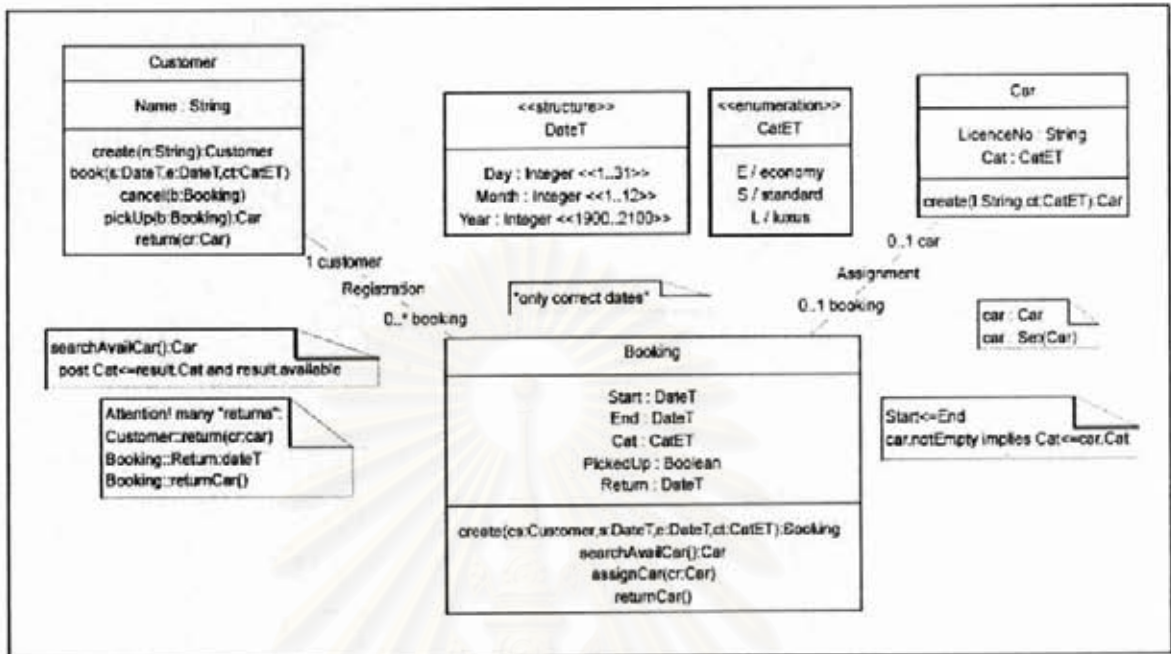 Customer
Name : String
create(n:String):Customer
book(s:DateT,e:DateT,ct:CatET)
cancel(b:Booking)
pickUp(b:Booking):Car
return(cr:Car)
<<structure>>
DateT
Day : Integer <<1..31>>
Month : Integer <<1..12>>
Year : Integer <<1900..2100>>
<<enumeration>>
CatET
E / economy
S / standard
L / luxus
Car
LicenceNo : String
Cat : CatET
create(l:String,ct:CatET):Car
1 customer
Registration
0..* booking
0..1 car
Assignment
0..1 booking
"only correct dates"
car : Car
car : Set(Car)
searchAvailCar():Car
post Cat<=result.Cat and result.available
Attention! many "returns":
Customer::return(cr:car)
Booking::Return:dateT
Booking::returnCar()
Booking
Start : DateT
End : DateT
Cat : CatET
PickedUp : Boolean
Return : DateT
create(cs:Customer,s:DateT,e:DateT,ct:CatET):Booking
searchAvailCar():Car
assignCar(cr:Car)
returnCar()
Start<=End
car.notEmpty implies Cat<=car.Cat